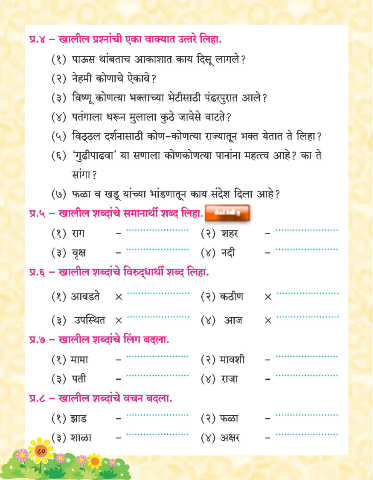 प्र.४ – खालील प्रश्नांची एका वाक्यात उत्तरे लिहा.
(१) पाऊस थांबताच आकाशात काय दिसू लागले?
(२) नेहमी कोणाचे ऐकावे?
(३) विष्णू कोणत्या भक्ताच्या भेटीसाठी पंढरपुरात आले?
(४) पतंगाला धरून मुलाला कुठे जावेसे वाटते?
(५) विठ्ठल दर्शनासाठी कोण-कोणत्या राज्यातून भक्त येतात ते लिहा?
(६) 'गुढीपाढवा' या सणाला कोणकोणत्या पानांना महत्त्व आहे? का ते
सांगा?
(७) फळा व खडू यांच्या भांडणातून काय संदेश दिला आहे?
प्र.५ – खालील शब्दांचे समानार्थी शब्द लिहा.
(१) राग – .................... (२) शहर – ....................
(३) वृक्ष – .................... (४) नदी – ....................
प्र.६ – खालील शब्दांचे विरुद्धार्थी शब्द लिहा.
(१) आवडते × .................... (२) कठीण × ....................
(३) उपस्थित × .................... (४) आज × ....................
प्र.७ – खालील शब्दांचे लिंग बदला.
(१) मामा – .................... (२) मावशी – ....................
(३) पती – .................... (४) राजा – ....................
प्र.८ – खालील शब्दांचे वचन बदला.
(१) झाड – .................... (२) फळा – ....................
(३) शाळा – .................... (४) अक्षर – ....................